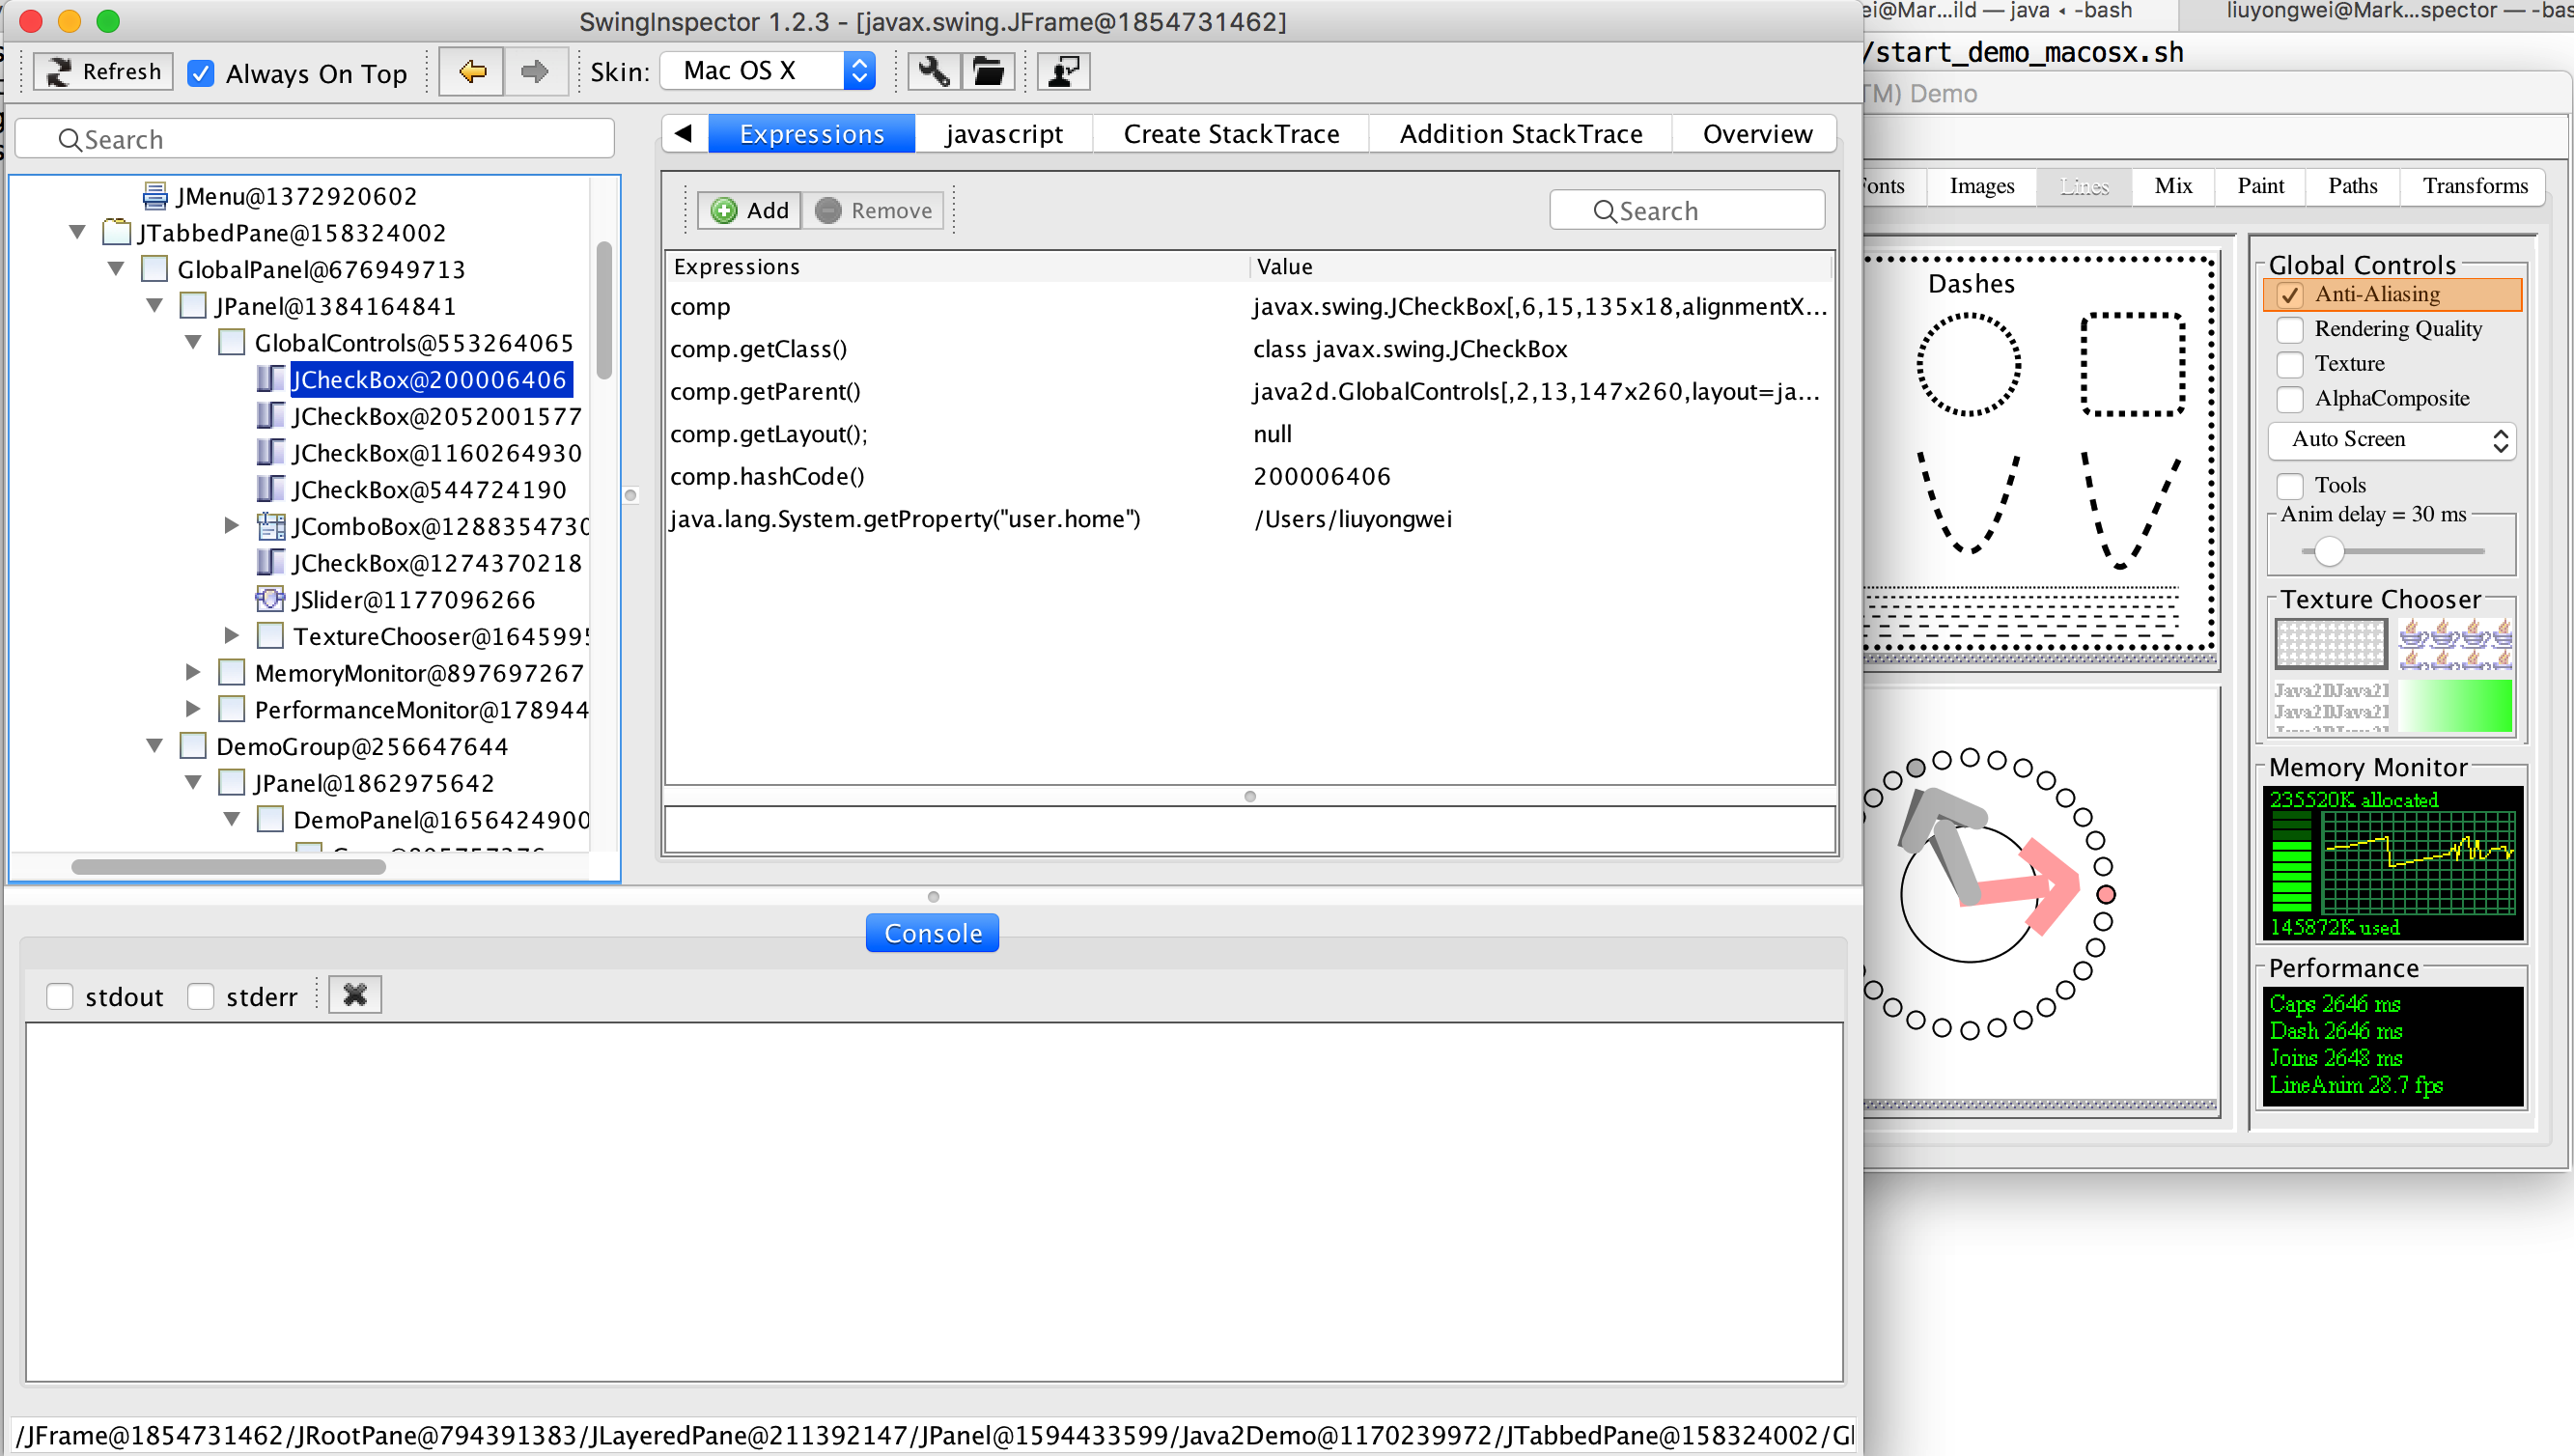 SwingInspector 1.2.3 - [javax.swing.JFrame@1854731462]
Refresh
Always On Top
Skin:
Mac OS X
Search
JMenu@1372920602
JTabbedPane@158324002
GlobalPanel@676949713
JPanel@1384164841
GlobalControls@553264065
JCheckBox@200006406
JCheckBox@2052001577
JCheckBox@1160264930
JCheckBox@544724190
JComboBox@1288354730
JCheckBox@1274370218
JSlider@1177096266
TextureChooser@1645995
MemoryMonitor@897697267
PerformanceMonitor@178944
DemoGroup@256647644
JPanel@1862975642
DemoPanel@1656424900
Expressions
javascript
Create StackTrace
Addition StackTrace
Overview
Add
Remove
Search
Expressions Value
comp javax.swing.JCheckBox[,6,15,135x18,alignmentX...
comp.getClass() class javax.swing.JCheckBox
comp.getParent() java2d.GlobalControls[,2,13,147x260,layout=ja...
comp.getLayout(); null
comp.hashCode() 200006406
java.lang.System.getProperty("user.home") /Users/liuyongwei
Console
stdout
stderr
/JFrame@1854731462/JRootPane@794391383/JLayeredPane@211392147/JPanel@1594433599/Java2Demo@1170239972/JTabbedPane@158324002/Gl
ei@Mar...ild — java ◂ -bash
liuyongwei@Mark...spector — -bas
/start_demo_macosx.sh
TM) Demo
onts
Images
Lines
Mix
Paint
Paths
Transforms
Dashes
Global Controls
Anti-Aliasing
Rendering Quality
Texture
AlphaComposite
Auto Screen
Tools
Anim delay = 30 ms
Texture Chooser
Java2DJava2D
Java2DJava2D
Memory Monitor
235520K allocated
145872K used
Performance
Caps 2646 ms
Dash 2646 ms
Joins 2648 ms
LineAnim 28.7 fps